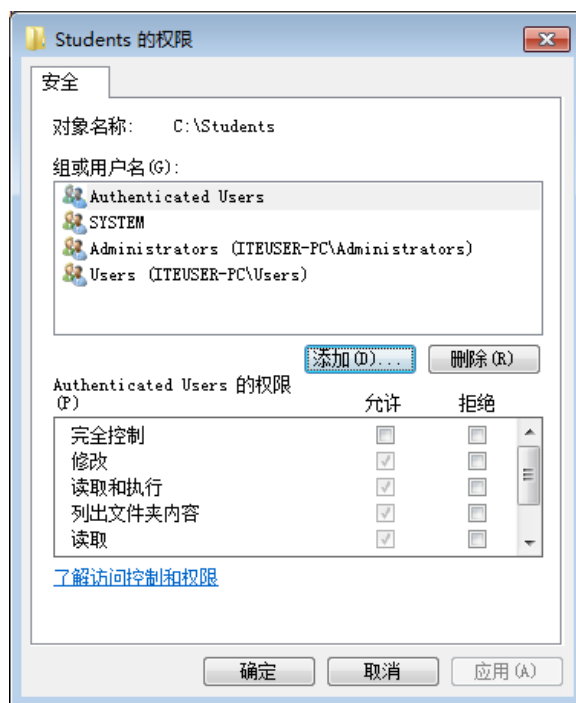 Students 的权限
安全
对象名称: C:\Students
组或用户名(G):
Authenticated Users
SYSTEM
Administrators (ITEUSER-PC\Administrators)
Users (ITEUSER-PC\Users)
添加(D)... 删除(R)
Authenticated Users 的权限
(P) 允许 拒绝
完全控制
修改
读取和执行
列出文件夹内容
读取
了解访问控制和权限
确定 取消 应用(A)